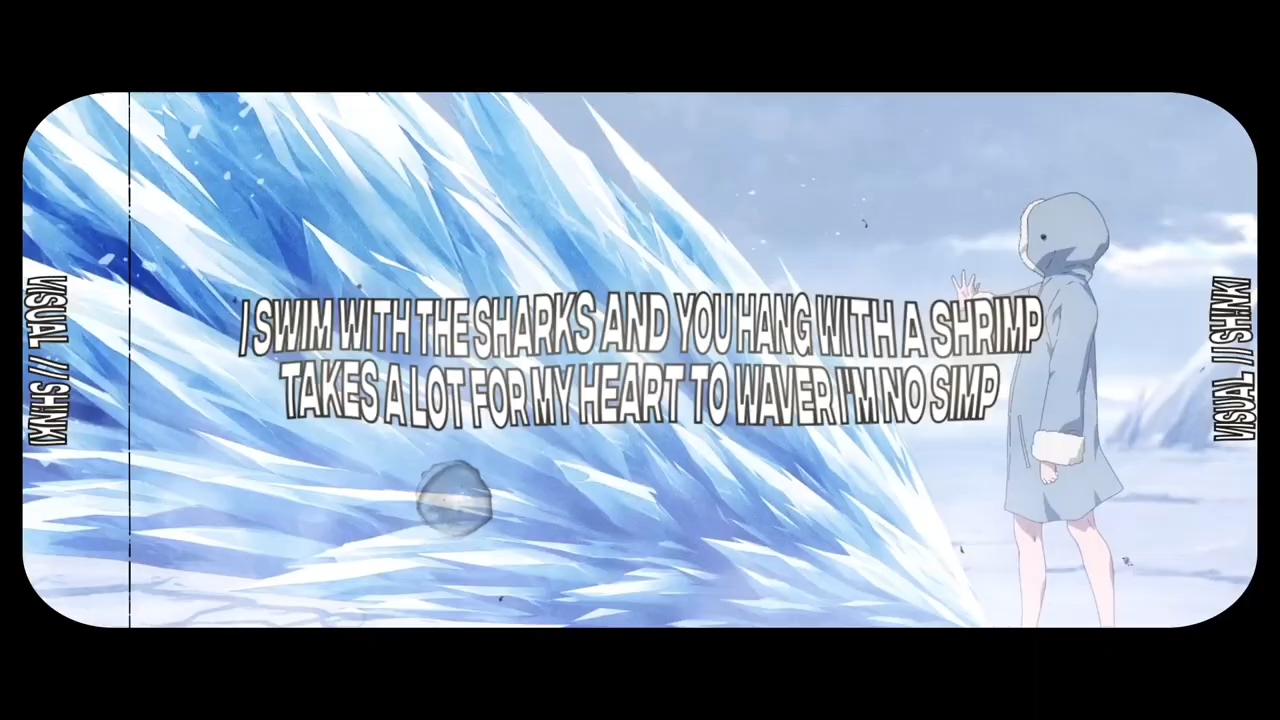 I SWIM WITH THE SHARKS AND YOU HANG WITH A SHRIMP
TAKES A LOT FOR MY HEART TO WAVER I'M NO SIMP
VISUAL // SHINKI
VISUAL // SHINKI